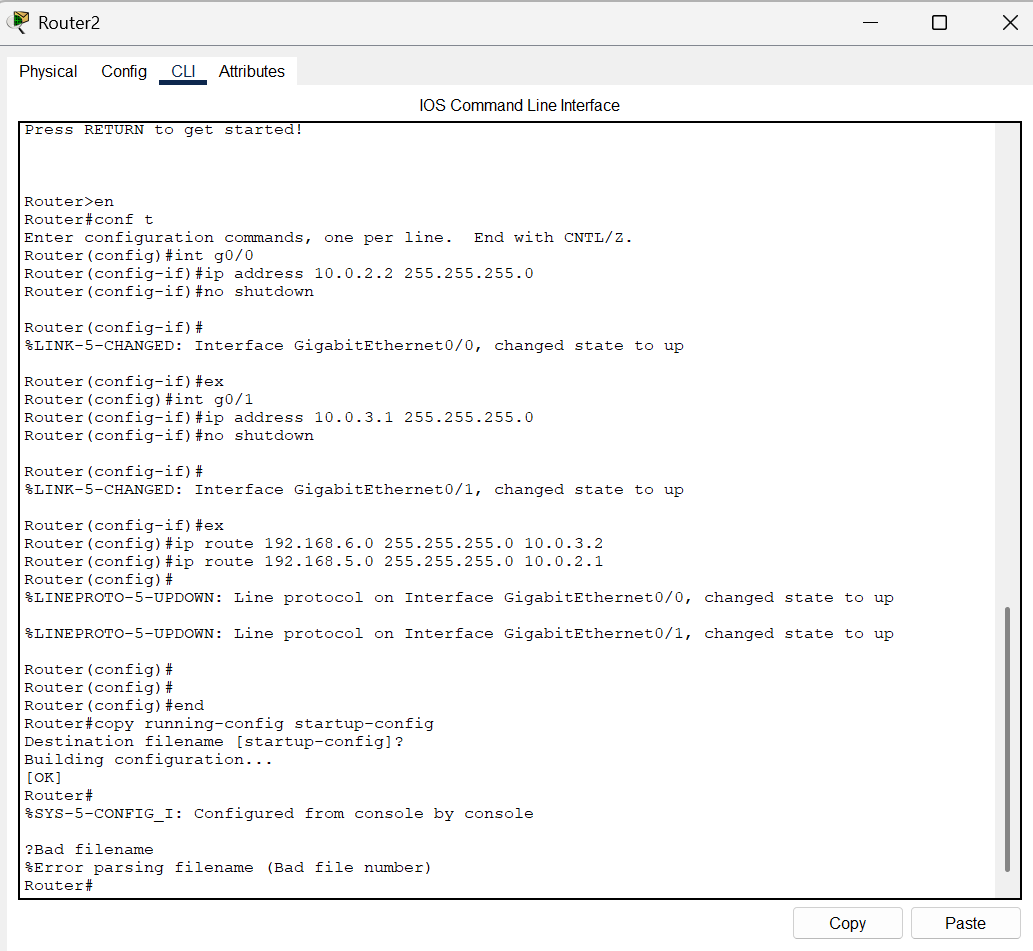 Router2
Physical Config CLI Attributes
IOS Command Line Interface
Press RETURN to get started!
Router>en
Router#conf t
Enter configuration commands, one per line.  End with CNTL/Z.
Router(config)#int g0/0
Router(config-if)#ip address 10.0.2.2 255.255.255.0
Router(config-if)#no shutdown
Router(config-if)#
%LINK-5-CHANGED: Interface GigabitEthernet0/0, changed state to up
Router(config-if)#ex
Router(config)#int g0/1
Router(config-if)#ip address 10.0.3.1 255.255.255.0
Router(config-if)#no shutdown
Router(config-if)#
%LINK-5-CHANGED: Interface GigabitEthernet0/1, changed state to up
Router(config-if)#ex
Router(config)#ip route 192.168.6.0 255.255.255.0 10.0.3.2
Router(config)#ip route 192.168.5.0 255.255.255.0 10.0.2.1
Router(config)#
%LINEPROTO-5-UPDOWN: Line protocol on Interface GigabitEthernet0/0, changed state to up
%LINEPROTO-5-UPDOWN: Line protocol on Interface GigabitEthernet0/1, changed state to up
Router(config)#
Router(config)#
Router(config)#end
Router#copy running-config startup-config
Destination filename [startup-config]?
Building configuration...
[OK]
Router#
%SYS-5-CONFIG_I: Configured from console by console
?Bad filename
%Error parsing filename (Bad file number)
Router#
Copy Paste